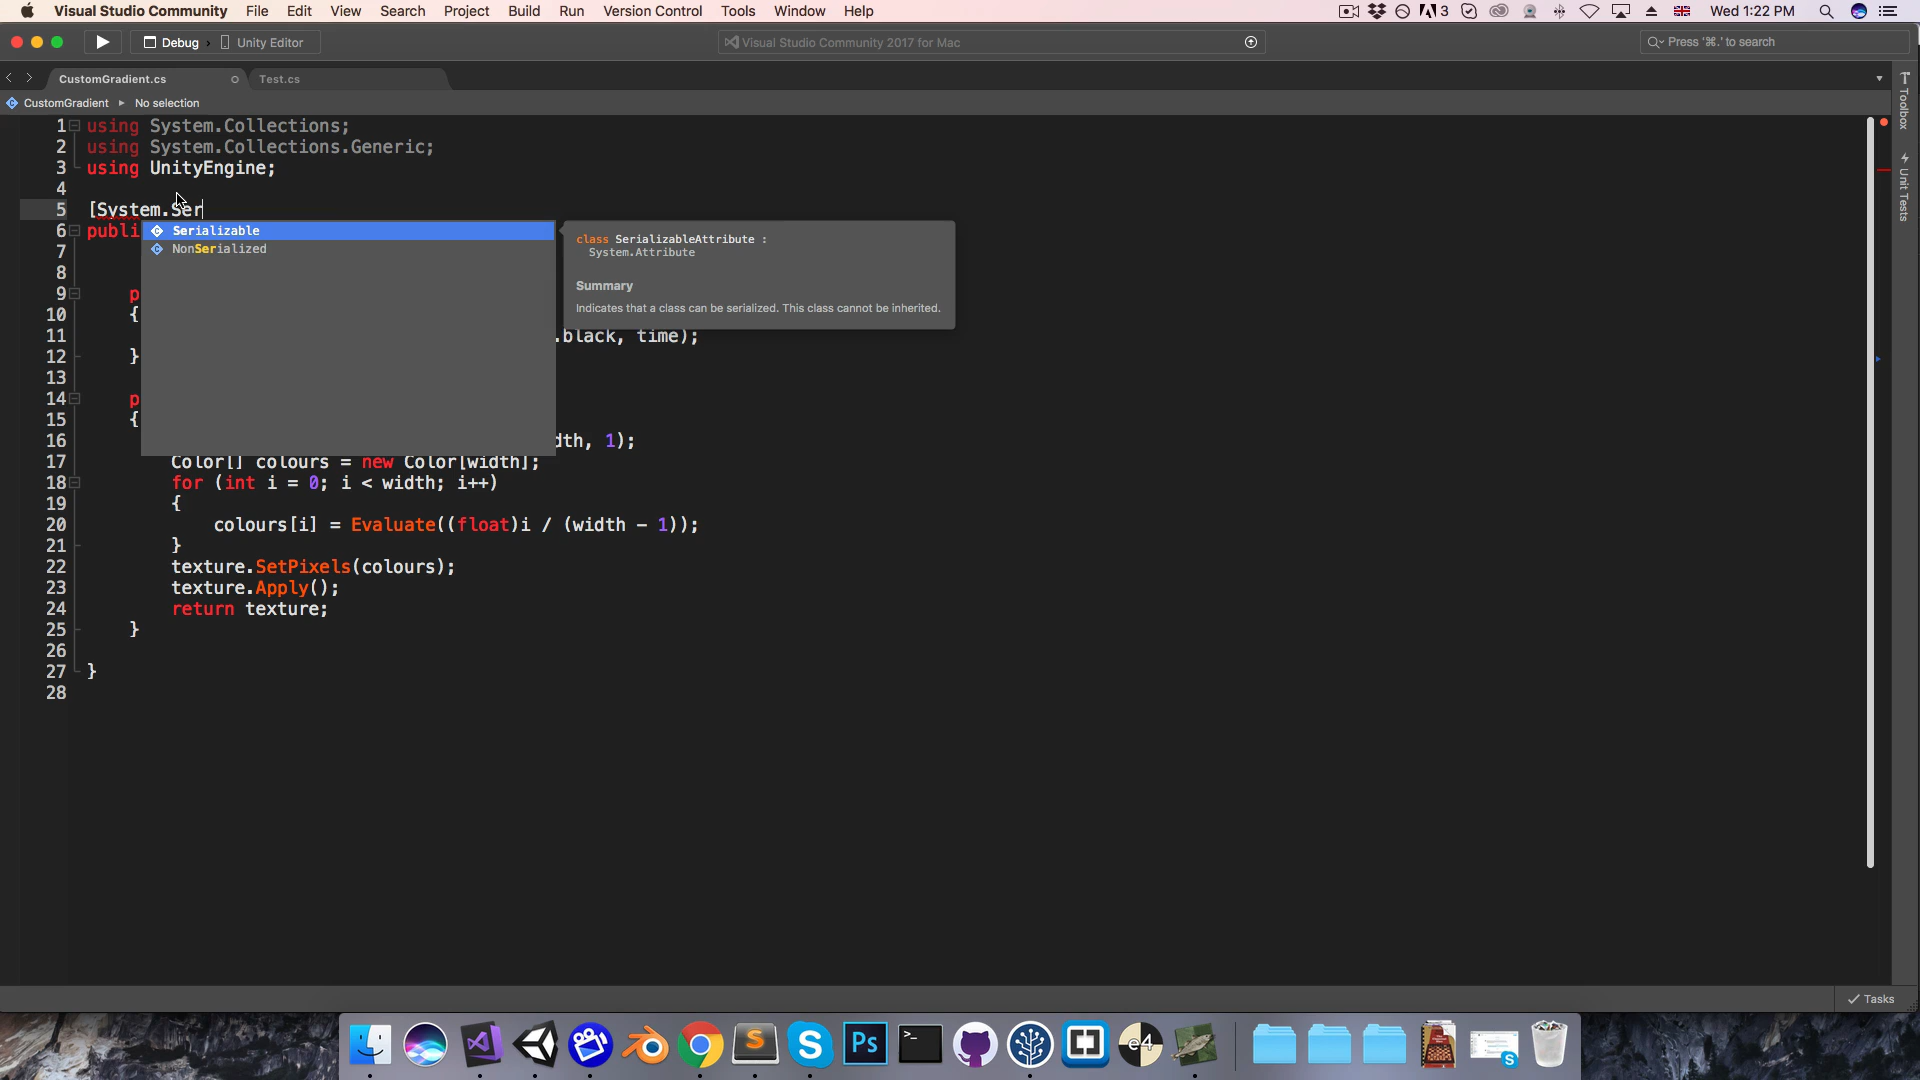 Visual Studio Community File Edit View Search Project Build Run Version Control Tools Window Help
3 Wed 1:22 PM
Debug Unity Editor
Visual Studio Community 2017 for Mac
Press '⌘.' to search
CustomGradient.cs
Test.cs
CustomGradient ▸ No selection
Toolbox
Unit Tests
1 using System.Collections;
2 using System.Collections.Generic;
3 using UnityEngine;
4
5 [System.Ser
6 publi
Serializable
7 NonSerialized
class SerializableAttribute :
System.Attribute
Summary
Indicates that a class can be serialized. This class cannot be inherited.
8
9 p
10 {
11 .black, time);
12 }
13
14 p
15 {
16 dth, 1);
17 Color[] colours = new Color[width];
18 for (int i = 0; i < width; i++)
19 {
20 colours[i] = Evaluate((float)i / (width - 1));
21 }
22 texture.SetPixels(colours);
23 texture.Apply();
24 return texture;
25 }
26
27 }
28
✓ Tasks
Ps
e4